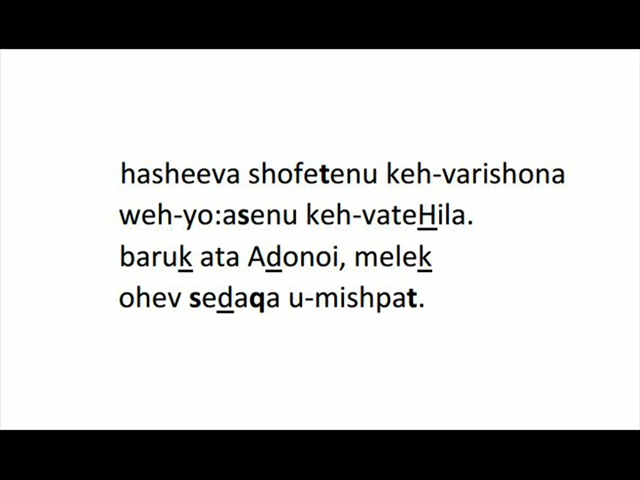 hasheeva shofetenu keh-varishona
weh-yo:asenu keh-vateHila.
baruk ata Adonoi, melek
ohev sedaqa u-mishpat.